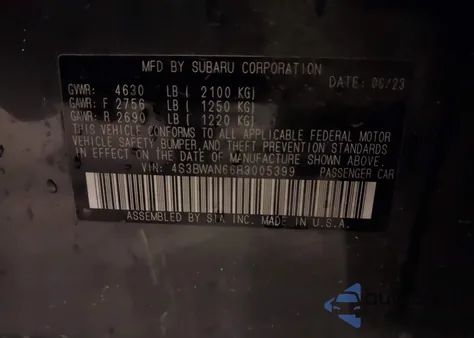 MFD BY SUBARU CORPORATION
DATE: 06/23
GVWR: 4630 LB ( 2100 KG)
GAWR: F 2756 LB ( 1250 KG)
GAWR: R 2690 LB ( 1220 KG)
THIS VEHICLE CONFORMS TO ALL APPLICABLE FEDERAL MOTOR
VEHICLE SAFETY, BUMPER, AND THEFT PREVENTION STANDARDS
IN EFFECT ON THE DATE OF MANUFACTURE SHOWN ABOVE.
VIN: 4S3BWAN66R3005399 PASSENGER CAR
ASSEMBLED BY SIA INC. MADE IN U.S.A.